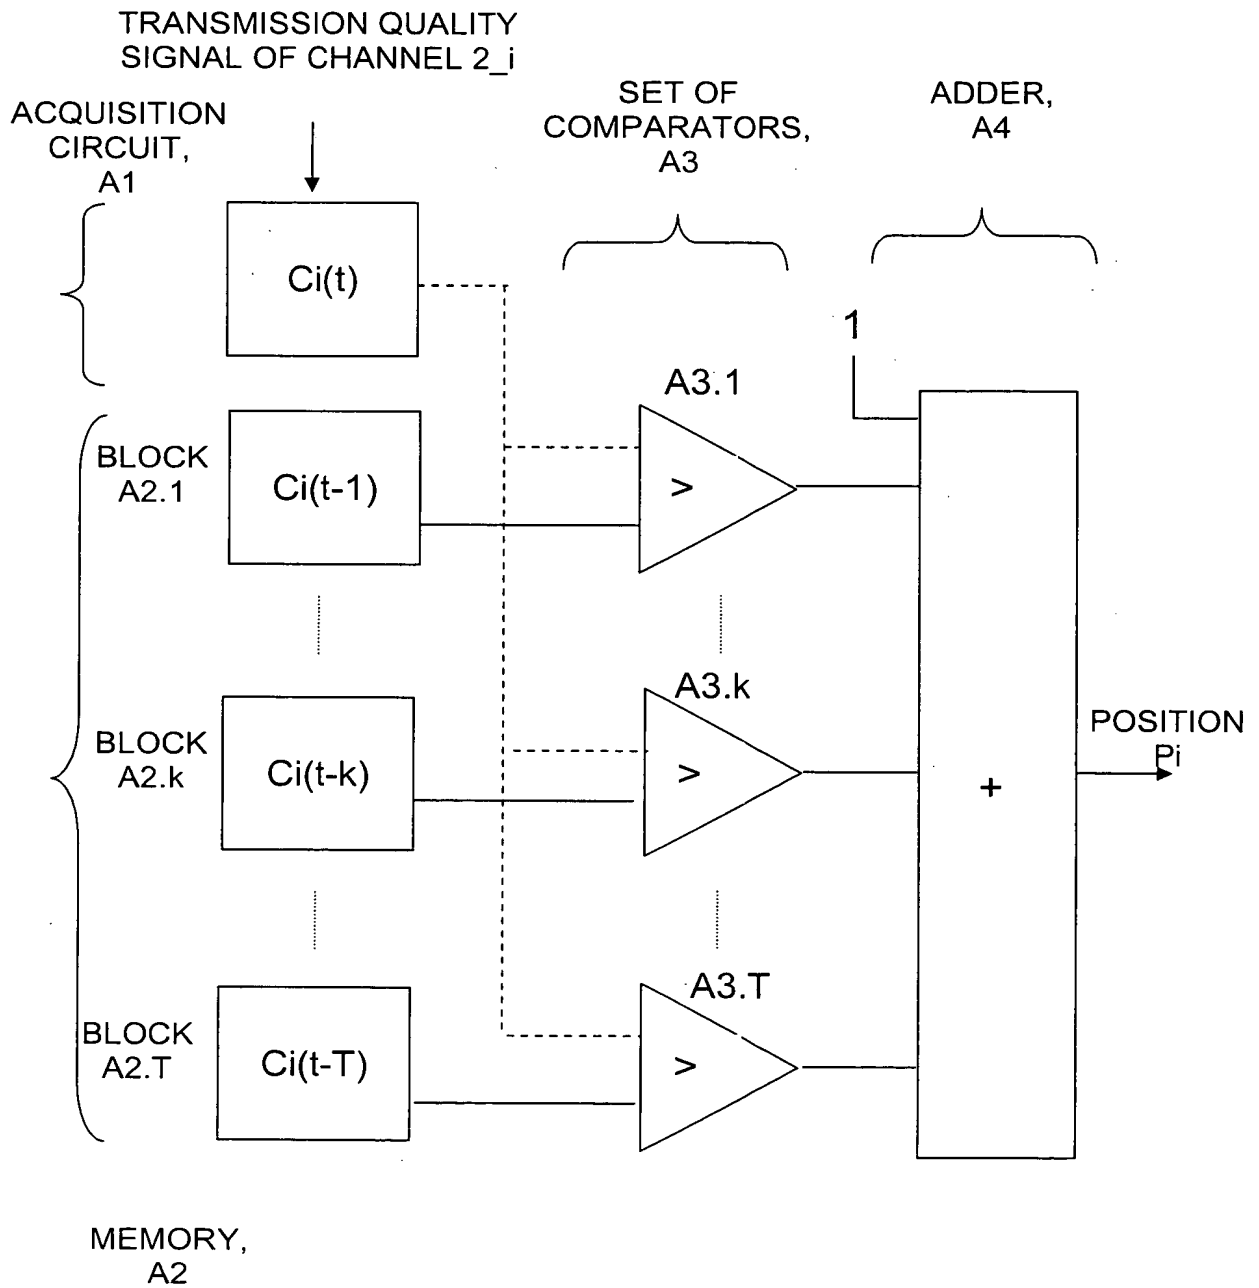 TRANSMISSION QUALITY
SIGNAL OF CHANNEL 2_i
ACQUISITION
CIRCUIT,
A1
SET OF
COMPARATORS,
A3
ADDER,
A4
Ci(t)
1
A3.1
BLOCK
A2.1
Ci(t-1)
>
A3.k
BLOCK
A2.k
Ci(t-k)
>
+
POSITION
Pi
A3.T
BLOCK
A2.T
Ci(t-T)
>
MEMORY,
A2